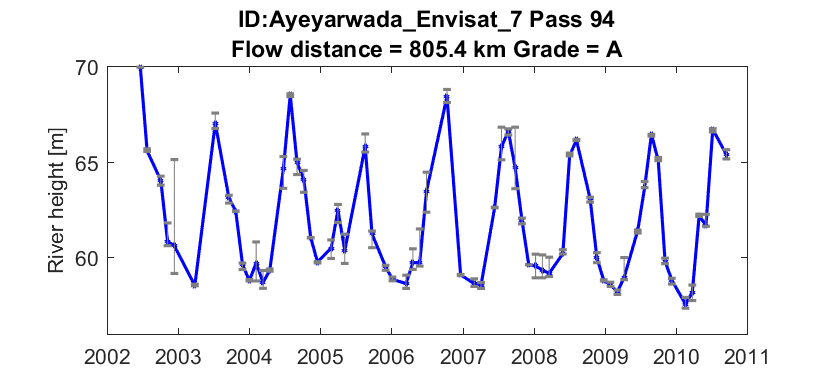 ID:Ayeyarwada_Envisat_7 Pass 94
Flow distance = 805.4 km Grade = A
River height [m]
70
65
60
2002 2003 2004 2005 2006 2007 2008 2009 2010 2011